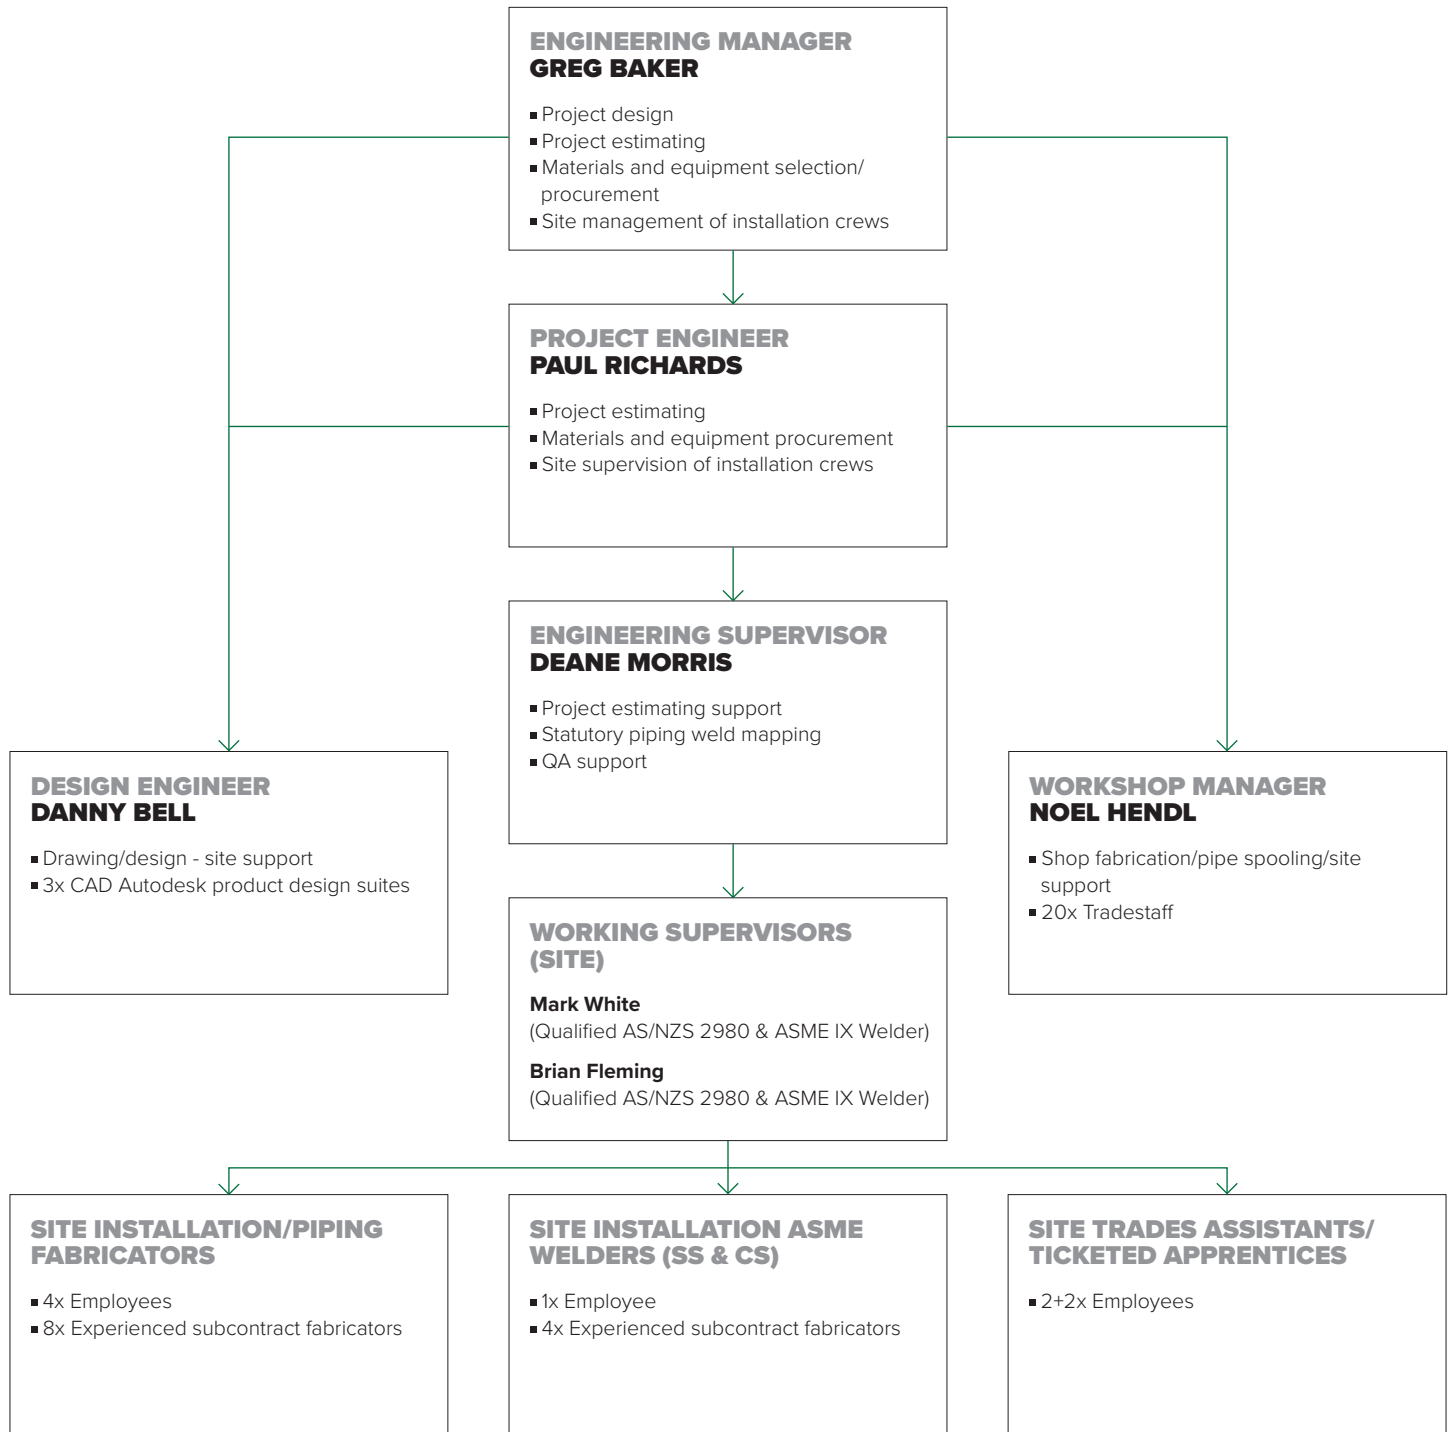 ENGINEERING MANAGER
GREG BAKER
▪ Project design
▪ Project estimating
▪ Materials and equipment selection/
procurement
▪ Site management of installation crews
PROJECT ENGINEER
PAUL RICHARDS
▪ Project estimating
▪ Materials and equipment procurement
▪ Site supervision of installation crews
ENGINEERING SUPERVISOR
DEANE MORRIS
▪ Project estimating support
▪ Statutory piping weld mapping
▪ QA support
DESIGN ENGINEER
DANNY BELL
▪ Drawing/design - site support
▪ 3x CAD Autodesk product design suites
WORKSHOP MANAGER
NOEL HENDL
▪ Shop fabrication/pipe spooling/site
support
▪ 20x Tradestaff
WORKING SUPERVISORS
(SITE)
Mark White
(Qualified AS/NZS 2980 & ASME IX Welder)
Brian Fleming
(Qualified AS/NZS 2980 & ASME IX Welder)
SITE INSTALLATION/PIPING
FABRICATORS
▪ 4x Employees
▪ 8x Experienced subcontract fabricators
SITE INSTALLATION ASME
WELDERS (SS & CS)
▪ 1x Employee
▪ 4x Experienced subcontract fabricators
SITE TRADES ASSISTANTS/
TICKETED APPRENTICES
▪ 2+2x Employees